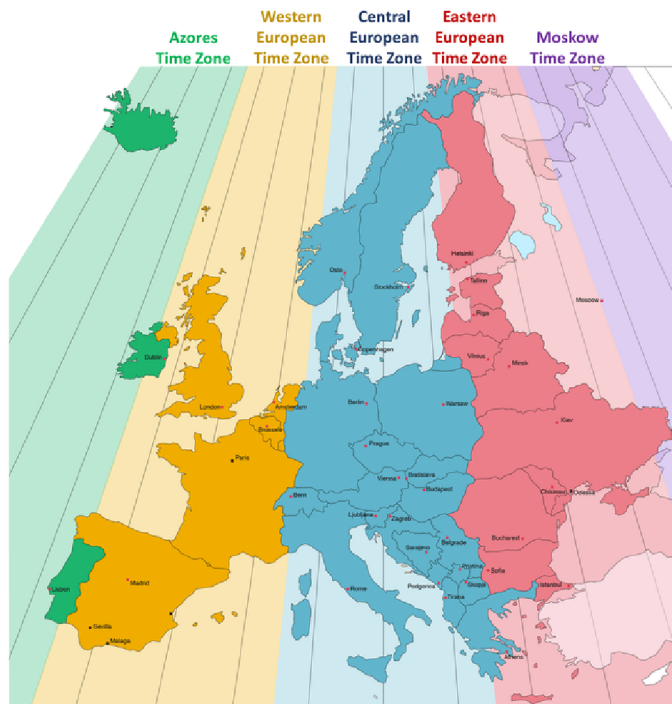 Azores
Time Zone
Western
European
Time Zone
Central
European
Time Zone
Eastern
European
Time Zone
Moskow
Time Zone
Helsinki
Oslo
Tallinn
Stockholm
Moscow
Riga
Copenhagen
Dublin
Vilnius
Minsk
London
Amsterdam
Berlin
Warsaw
Brussels
Kiev
Prague
Paris
Vienna
Bratislava
Budapest
Bern
Chisinau
Odessa
Ljubljana
Zagreb
Belgrade
Bucharest
Sarajevo
Pristina
Sofia
Madrid
Lisbon
Rome
Podgorica
Skopje
Istanbul
Tirana
Sevilla
Malaga
Athens